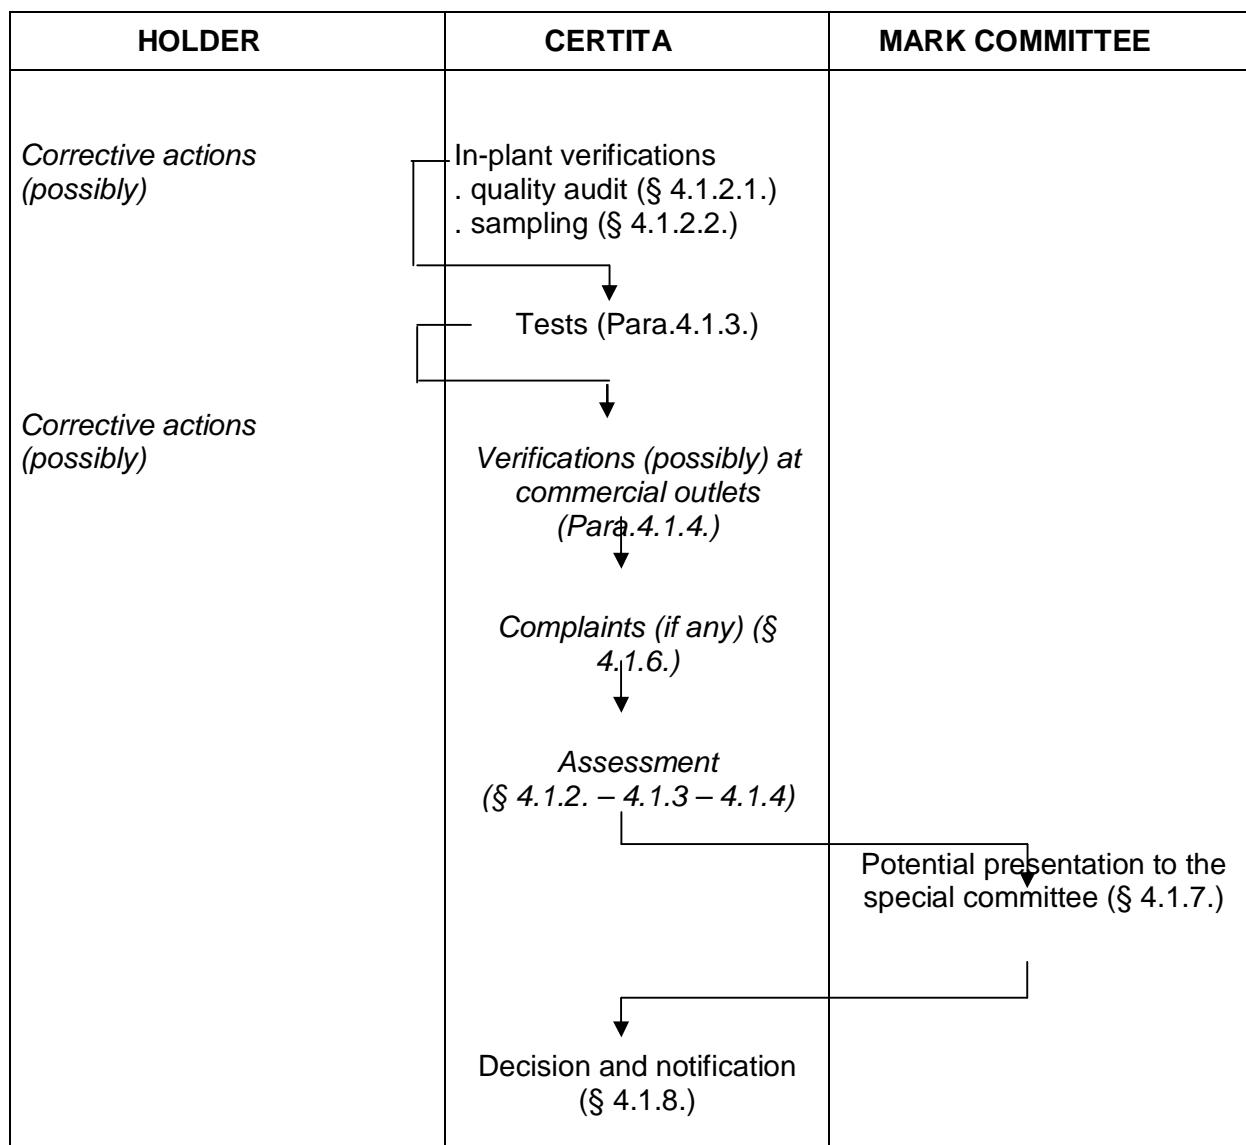 HOLDER
CERTITA
MARK COMMITTEE
Corrective actions
(possibly)
In-plant verifications
. quality audit (§ 4.1.2.1.)
. sampling (§ 4.1.2.2.)
Tests (Para.4.1.3.)
Corrective actions
(possibly)
Verifications (possibly) at
commercial outlets
(Para.4.1.4.)
Complaints (if any) (§
4.1.6.)
Assessment
(§ 4.1.2. – 4.1.3 – 4.1.4)
Potential presentation to the
special committee (§ 4.1.7.)
Decision and notification
(§ 4.1.8.)